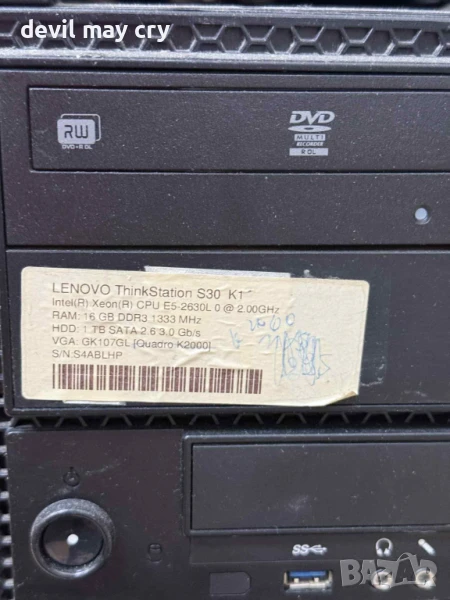 devil may cry
RW
DVD+R DL
DVD
MULTI
RECORDER
R DL
LENOVO ThinkStation S30 K1
Intel(R) Xeon(R) CPU E5-2630L 0 @ 2.00GHz
RAM: 16 GB DDR3 1333 MHz
HDD: 1 TB SATA 2.6 3.0 Gb/s
VGA: GK107GL [Quadro K2000]
S/N S4ABLHP
BAZAR